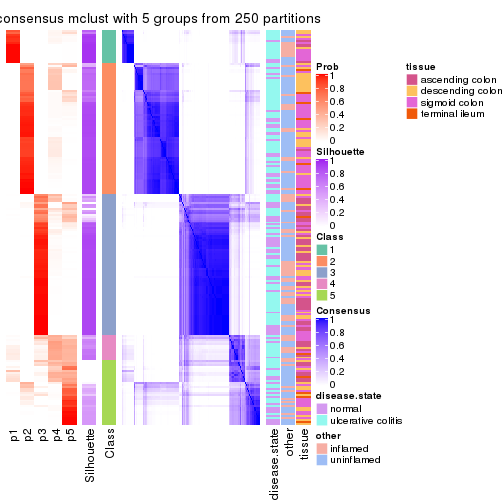 consensus mclust with 5 groups from 250 partitions
Prob
1
0.8
0.6
0.4
0.2
0
Silhouette
1
0.8
0.6
0.4
0.2
0
Class
1
2
3
4
5
Consensus
1
0.8
0.6
0.4
0.2
0
disease.state
normal
ulcerative colitis
other
inflamed
uninflamed
tissue
ascending colon
descending colon
sigmoid colon
terminal ileum
p1
p2
p3
p4
p5
Silhouette
Class
disease.state
other
tissue